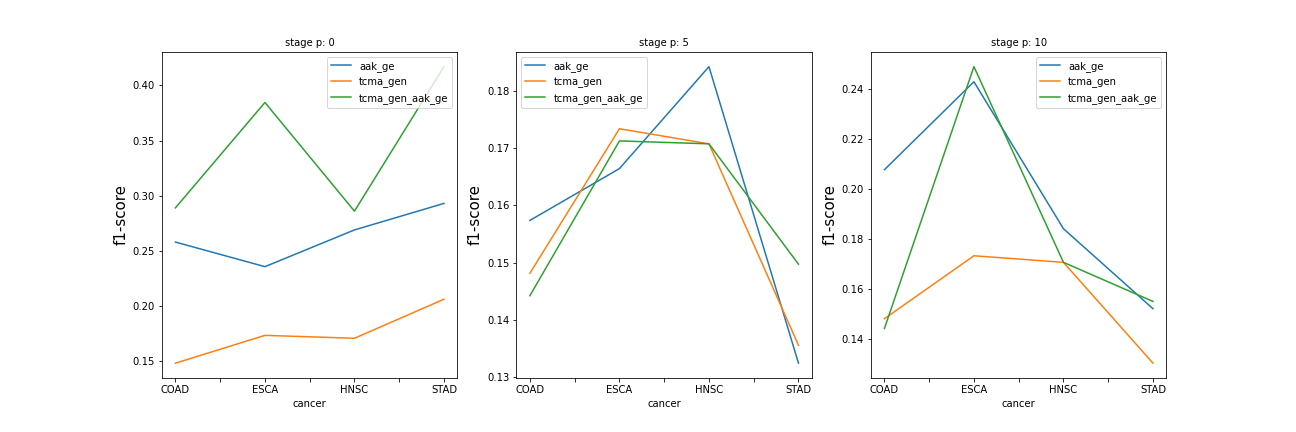 stage p: 0
f1-score
0.40
0.35
0.30
0.25
0.20
0.15
aak_ge
tcma_gen
tcma_gen_aak_ge
COAD ESCA HNSC STAD
cancer
stage p: 5
f1-score
0.18
0.17
0.16
0.15
0.14
0.13
aak_ge
tcma_gen
tcma_gen_aak_ge
COAD ESCA HNSC STAD
cancer
stage p: 10
f1-score
0.24
0.22
0.20
0.18
0.16
0.14
aak_ge
tcma_gen
tcma_gen_aak_ge
COAD ESCA HNSC STAD
cancer